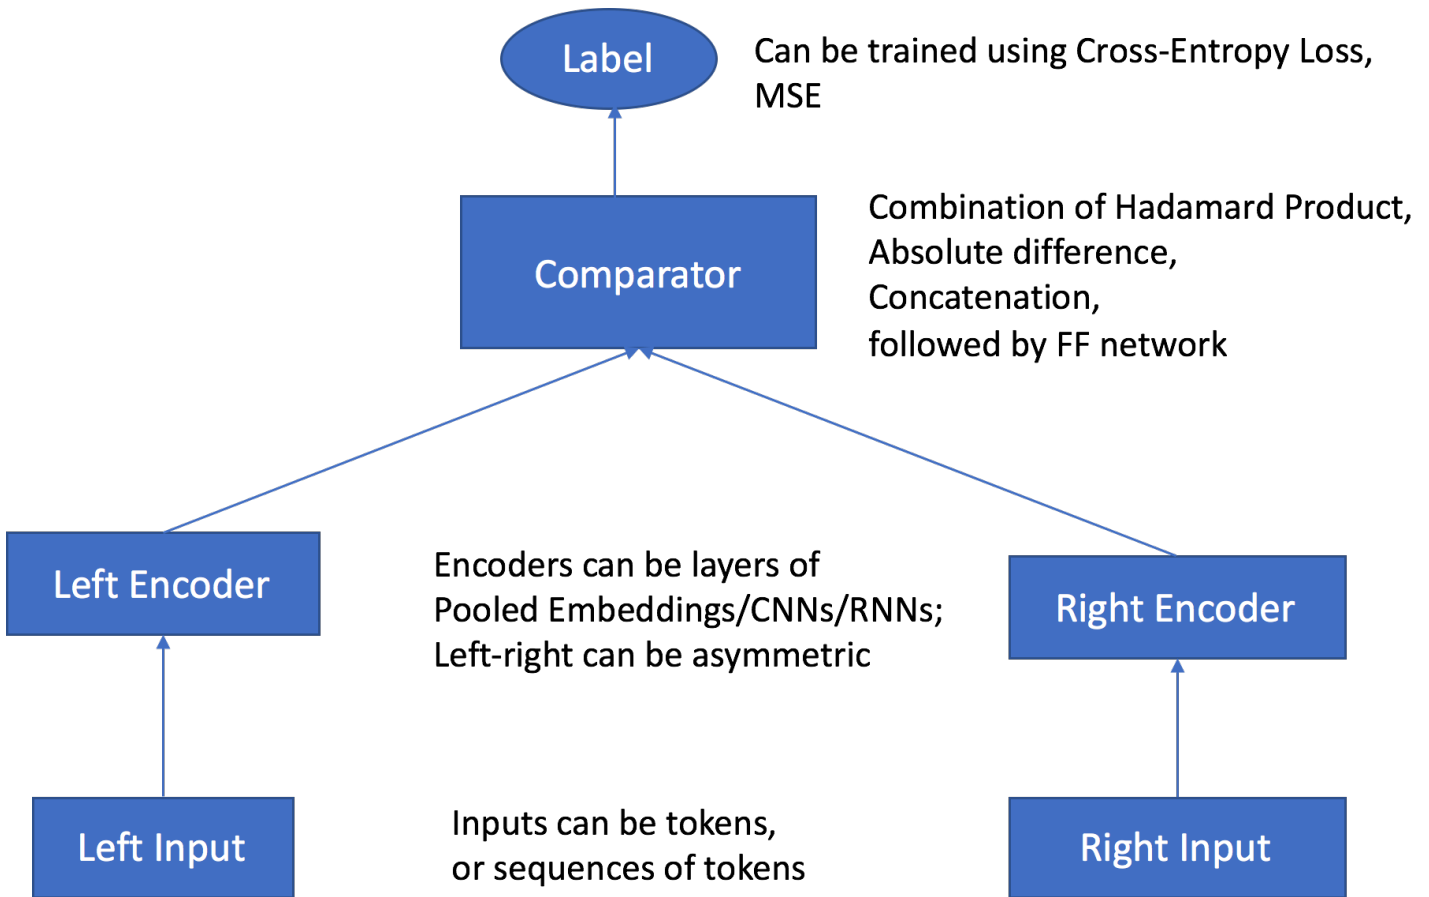 Label
Can be trained using Cross-Entropy Loss,
MSE
Comparator
Combination of Hadamard Product,
Absolute difference,
Concatenation,
followed by FF network
Left Encoder
Encoders can be layers of
Pooled Embeddings/CNNs/RNNs;
Left-right can be asymmetric
Right Encoder
Left Input
Inputs can be tokens,
or sequences of tokens
Right Input